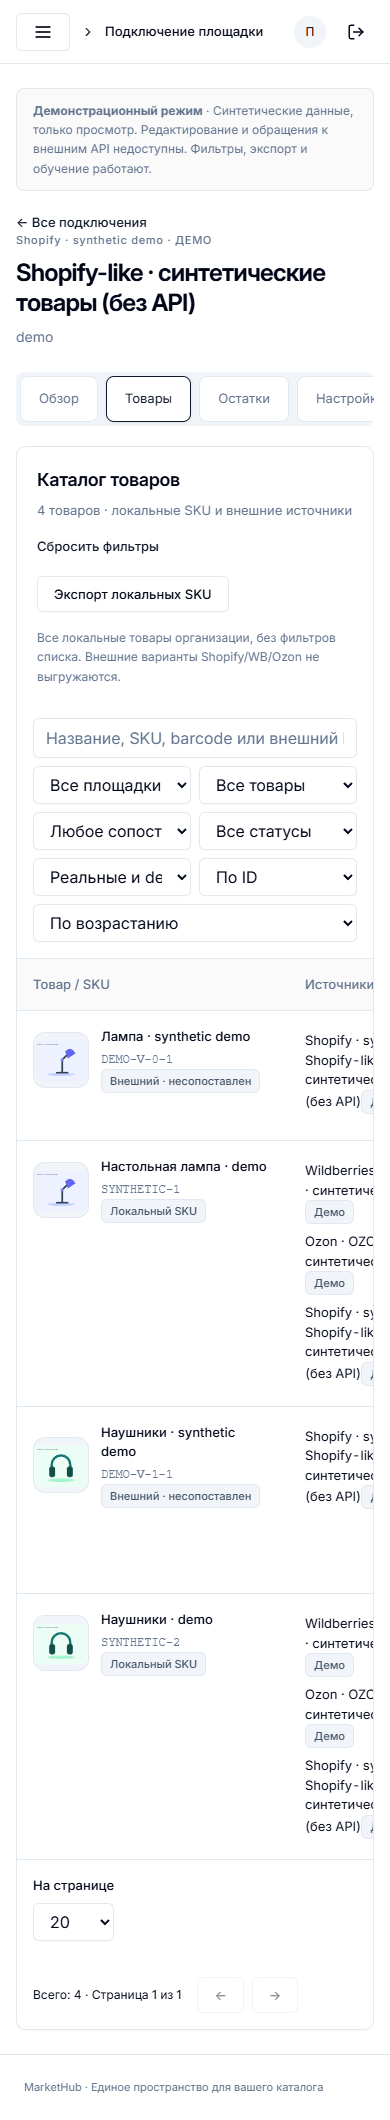 Подключение площадки
П
Демонстрационный режим · Синтетические данные,
только просмотр. Редактирование и обращения к
внешним API недоступны. Фильтры, экспорт и
обучение работают.
← Все подключения
Shopify · synthetic demo · ДЕМО
Shopify-like · синтетические
товары (без API)
demo
Обзор
Товары
Остатки
Каталог товаров
4 товаров · локальные SKU и внешние источники
Сбросить фильтры
Экспорт локальных SKU
Все локальные товары организации, без фильтров
списка. Внешние варианты Shopify/WB/Ozon не
выгружаются.
Название, SKU, barcode или внешний
Все площадки
Все товары
Любое сопост
Все статусы
Реальные и de
По ID
По возрастанию
Товар / SKU
Источники
Лампа · synthetic demo
DEMO-V-0-1
Внешний · несопоставлен
Shopify · sy
Shopify-lik
синтетичес
(без API)
Настольная лампа · demo
SYNTHETIC-1
Локальный SKU
Wildberries
· синтетиче
Демо
Ozon · OZO
синтетичес
Демо
Shopify · sy
Shopify-lik
синтетичес
(без API)
Наушники · synthetic
demo
DEMO-V-1-1
Внешний · несопоставлен
Shopify · sy
Shopify-lik
синтетичес
(без API)
Наушники · demo
SYNTHETIC-2
Локальный SKU
Wildberries
· синтетиче
Демо
Ozon · OZO
синтетичес
Демо
Shopify · sy
Shopify-lik
синтетичес
(без API)
На странице
20
Всего: 4 · Страница 1 из 1
← →
MarketHub · Единое пространство для вашего каталога